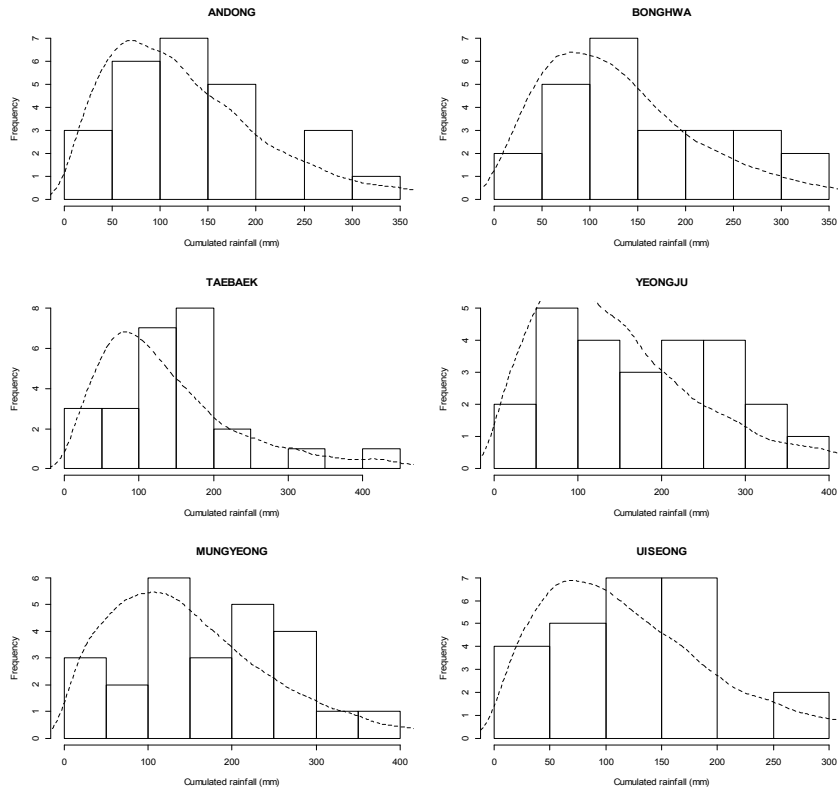 ANDONG
Frequency
0 1 2 3 4 5 6 7
0 50 100 150 200 250 300 350
Cumulated rainfall (mm)
BONGHWA
Frequency
0 1 2 3 4 5 6 7
0 50 100 150 200 250 300 350
Cumulated rainfall (mm)
TAEBAEK
Frequency
0 2 4 6 8
0 100 200 300 400
Cumulated rainfall (mm)
YEONGJU
Frequency
0 1 2 3 4 5
0 100 200 300 400
Cumulated rainfall (mm)
MUNGYEONG
Frequency
0 1 2 3 4 5 6
0 100 200 300 400
Cumulated rainfall (mm)
UISEONG
Frequency
0 1 2 3 4 5 6 7
0 50 100 150 200 250 300
Cumulated rainfall (mm)